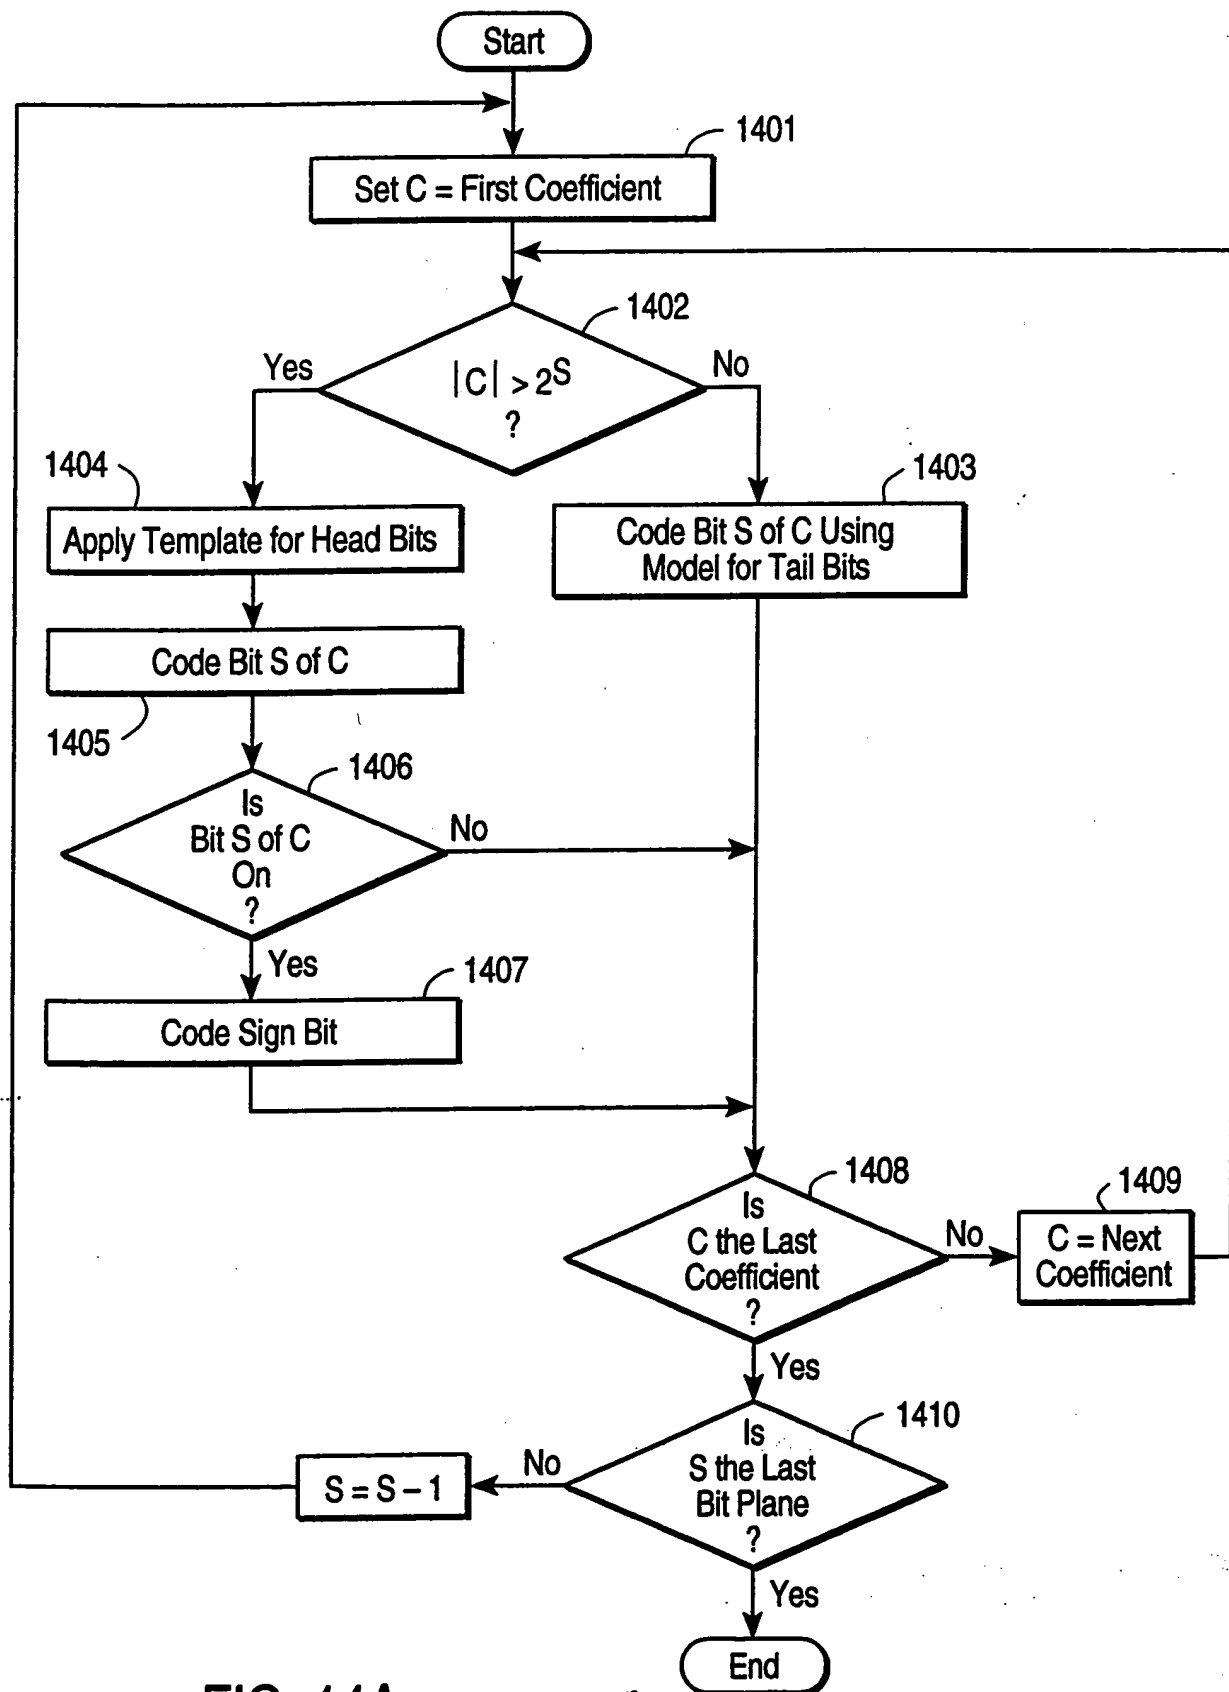 Start
1401
Set C = First Coefficient
1402
Yes
|C| > 2^S
?
No
1404
1403
Apply Template for Head Bits
Code Bit S of C Using
Model for Tail Bits
Code Bit S of C
1405
1406
Is
Bit S of C
On
?
No
Yes
1407
Code Sign Bit
1408
Is
C the Last
Coefficient
?
No
1409
C = Next
Coefficient
Yes
1410
Is
S the Last
Bit Plane
?
No
S = S – 1
Yes
End
FIG. 14A